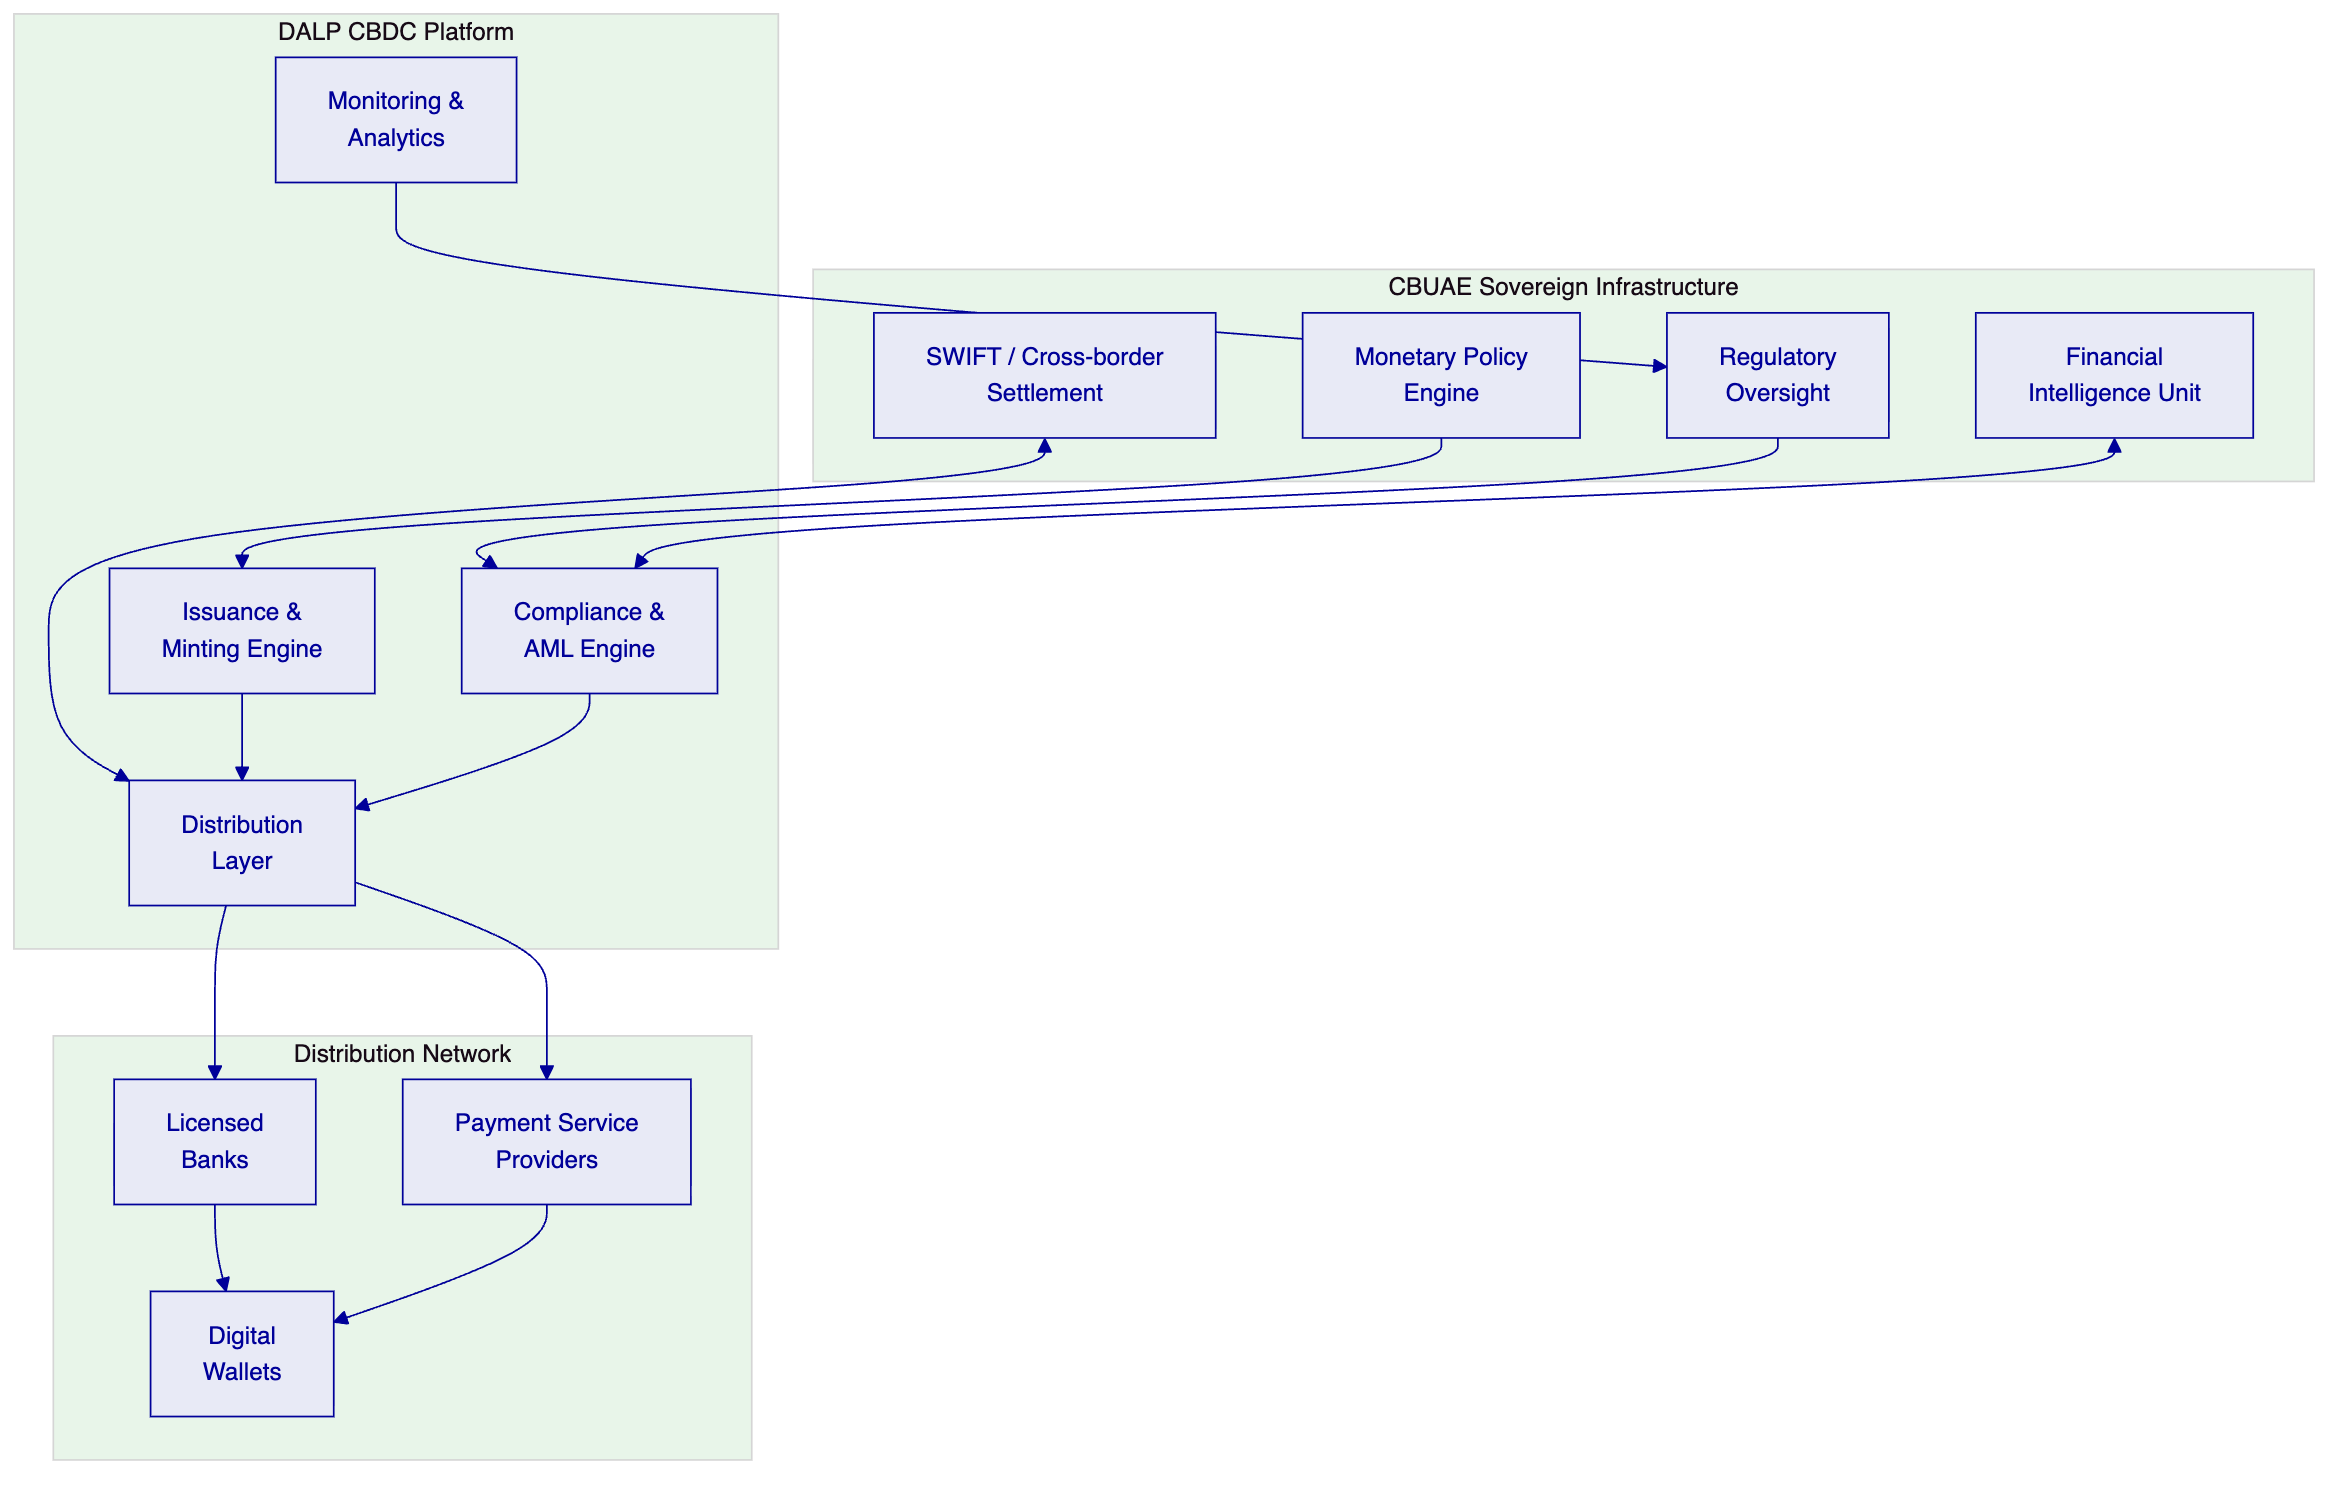 DALP CBDC Platform
Monitoring &
Analytics
CBUAE Sovereign Infrastructure
SWIFT / Cross-border
Settlement
Monetary Policy
Engine
Regulatory
Oversight
Financial
Intelligence Unit
Issuance &
Minting Engine
Compliance &
AML Engine
Distribution
Layer
Distribution Network
Licensed
Banks
Payment Service
Providers
Digital
Wallets